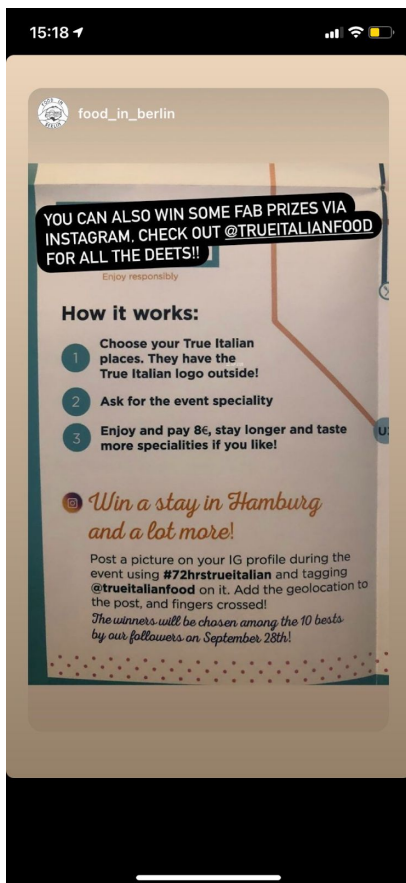 15:18
food_in_berlin
YOU CAN ALSO WIN SOME FAB PRIZES VIA
INSTAGRAM. CHECK OUT @TRUEITALIANFOOD
FOR ALL THE DEETS!!
Enjoy responsibly
How it works:
1 Choose your True Italian
places. They have the
True Italian logo outside!
2 Ask for the event speciality
3 Enjoy and pay 8€, stay longer and taste
more specialities if you like!
Win a stay in Hamburg
and a lot more!
Post a picture on your IG profile during the
event using #72hrstrueitalian and tagging
@trueitalianfood on it. Add the geolocation to
the post, and fingers crossed!
The winners will be chosen among the 10 bests
by our followers on September 28th!